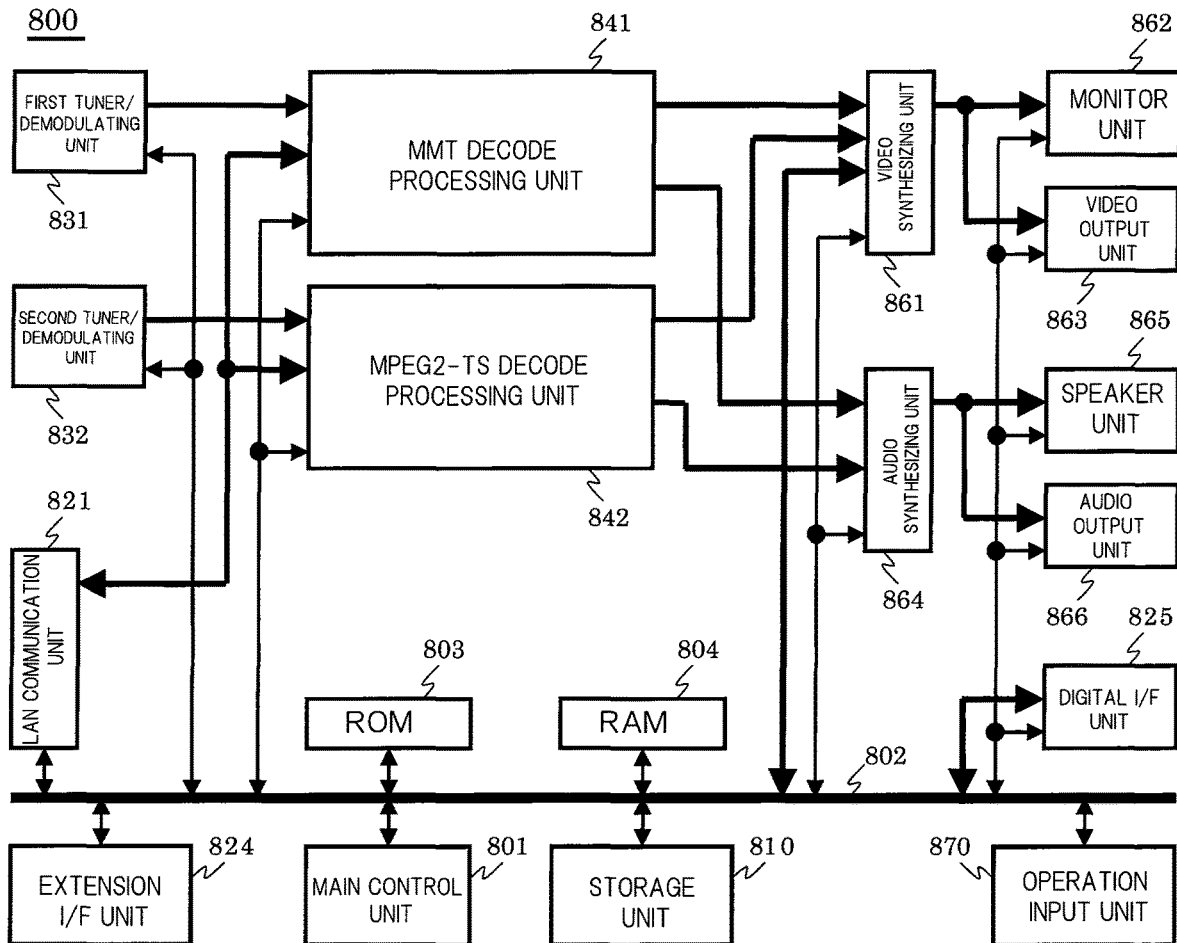 800
841
862
FIRST TUNER/
DEMODULATING
UNIT
831
MMT DECODE
PROCESSING UNIT
VIDEO
SYNTHESIZING UNIT
861
MONITOR
UNIT
VIDEO
OUTPUT
UNIT
863
SECOND TUNER/
DEMODULATING
UNIT
832
MPEG2-TS DECODE
PROCESSING UNIT
842
865
SPEAKER
UNIT
AUDIO
SYNTHESIZING UNIT
864
AUDIO
OUTPUT
UNIT
866
821
LAN COMMUNICATION
UNIT
803
ROM
804
RAM
825
DIGITAL I/F
UNIT
802
EXTENSION
I/F UNIT
824
MAIN CONTROL
UNIT
801
STORAGE
UNIT
810
870
OPERATION
INPUT UNIT